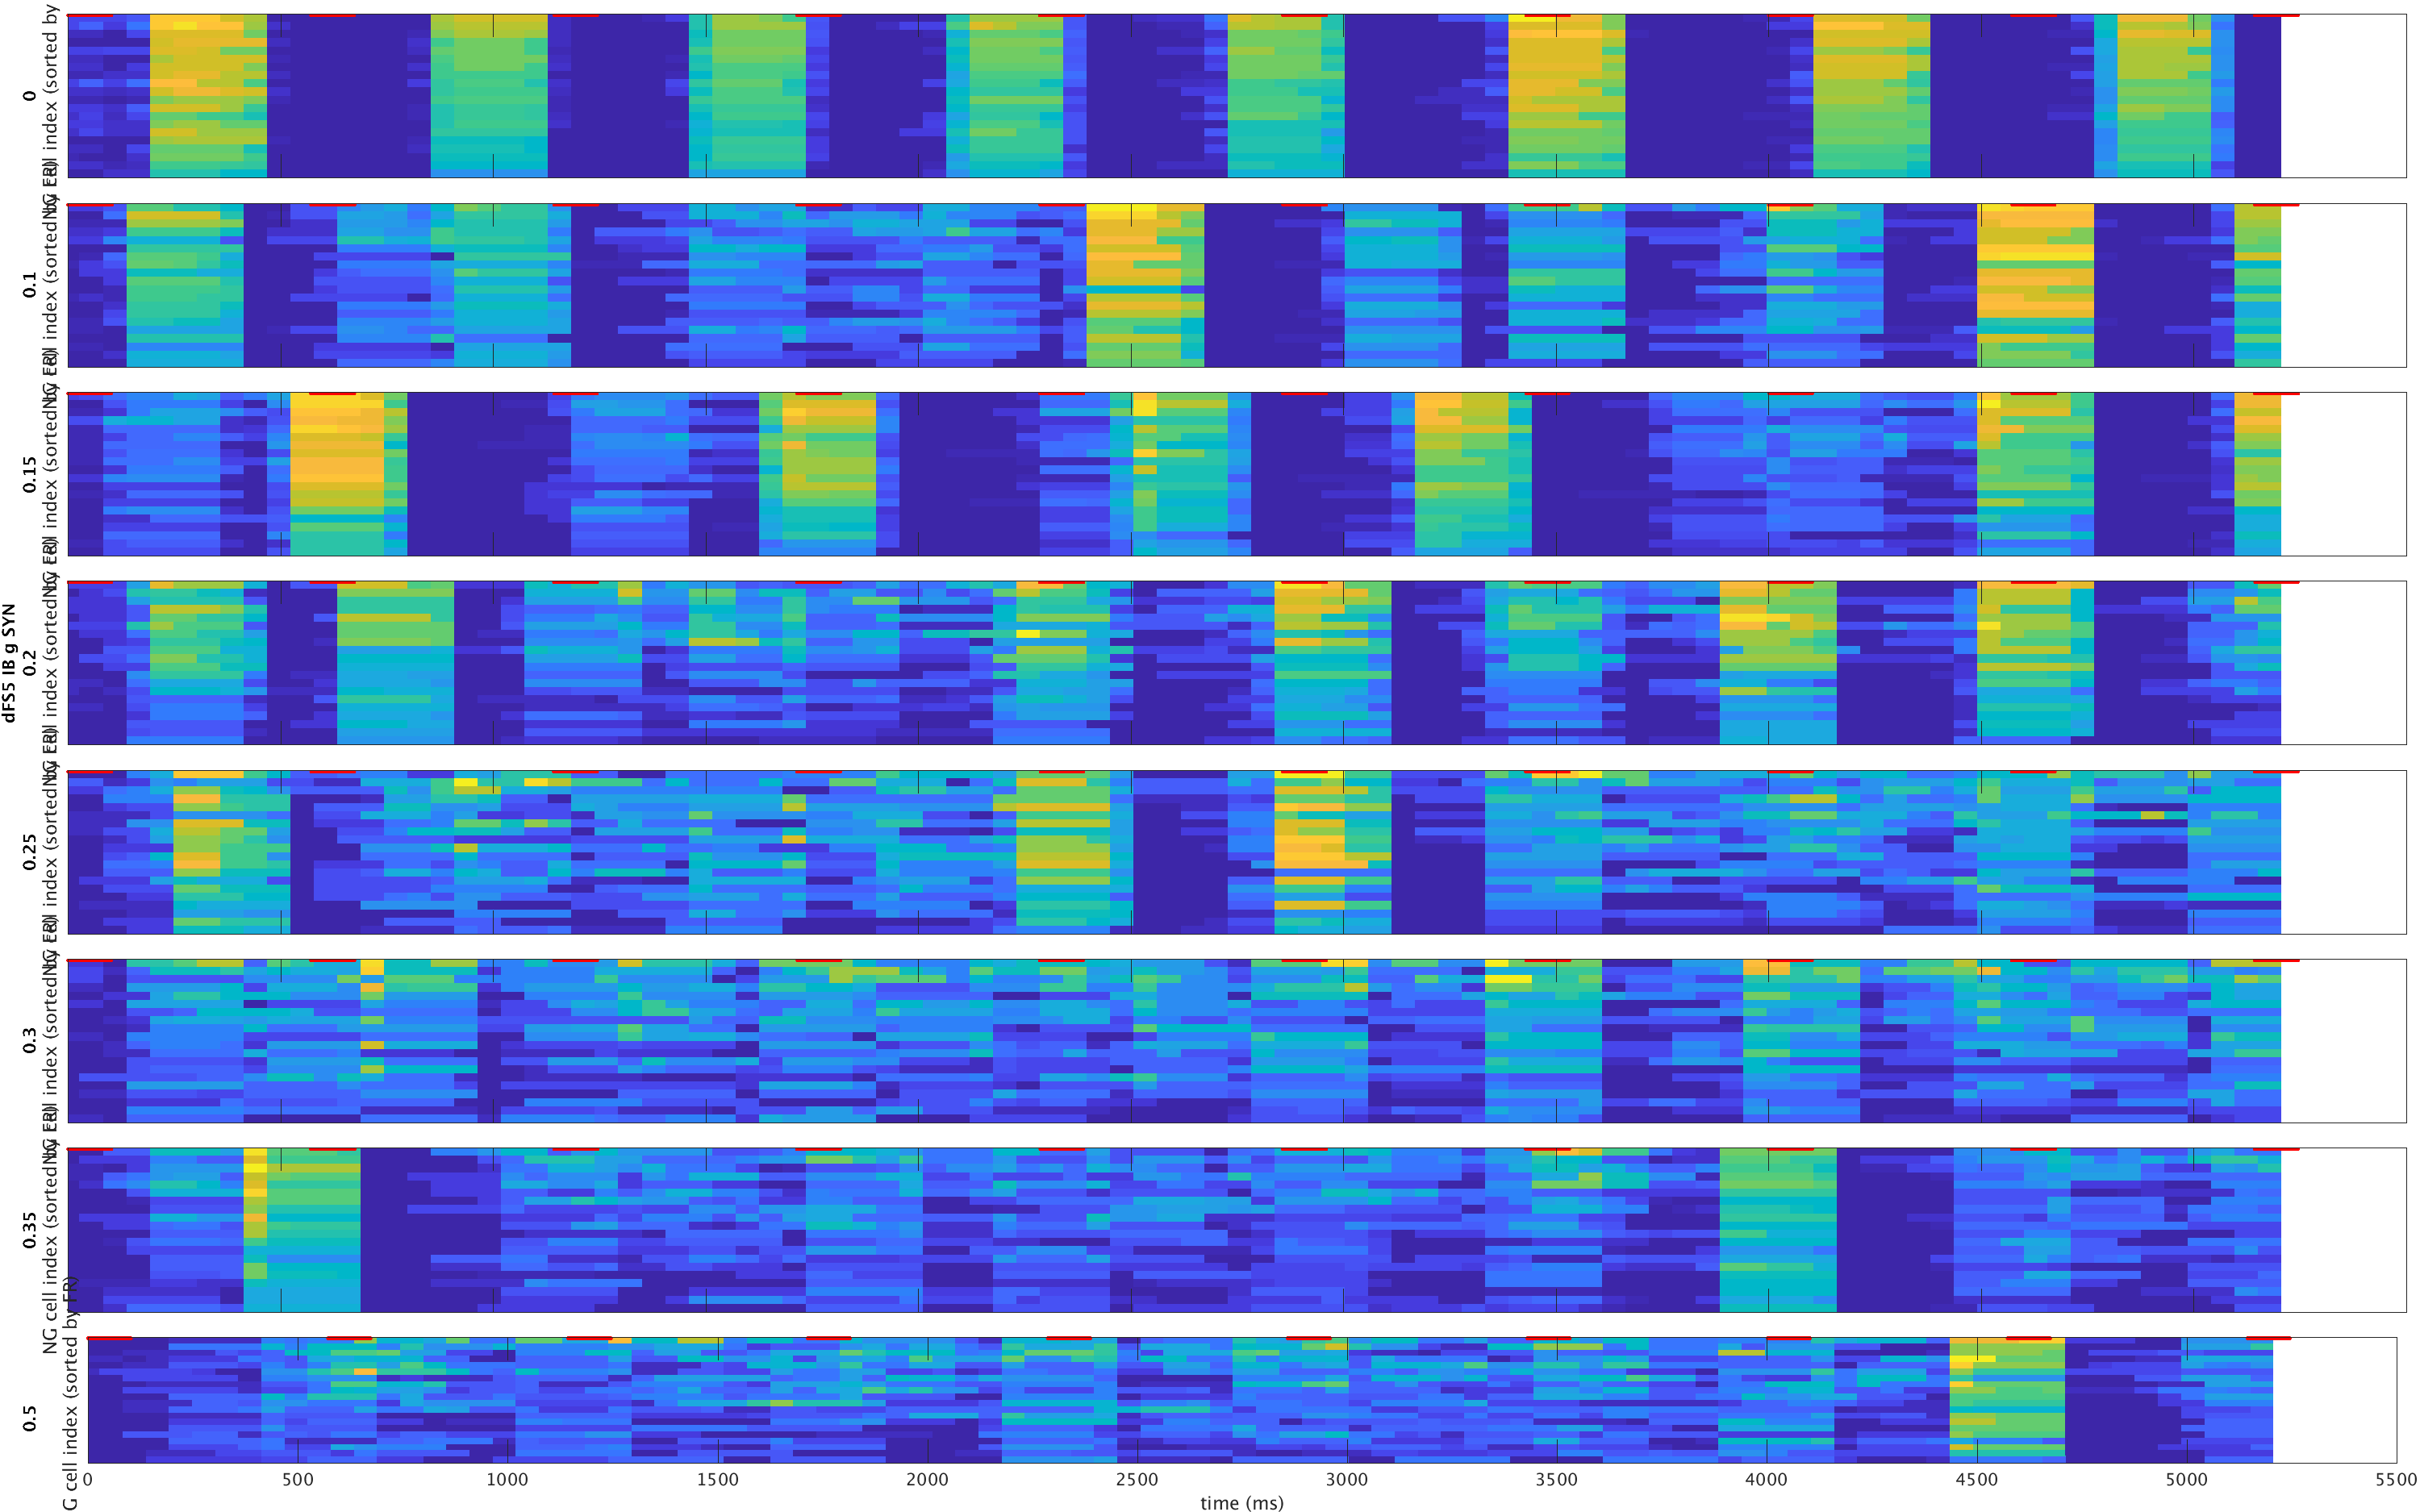 dFS5 IB g SYN
0
NG cell index (sorted by FR)
0.1
NG cell index (sorted by FR)
0.15
NG cell index (sorted by FR)
0.2
NG cell index (sorted by FR)
0.25
NG cell index (sorted by FR)
0.3
NG cell index (sorted by FR)
0.35
NG cell index (sorted by FR)
0.5
G cell index (sorted by FR)
0 500 1000 1500 2000 2500 3000 3500 4000 4500 5000 5500
time (ms)